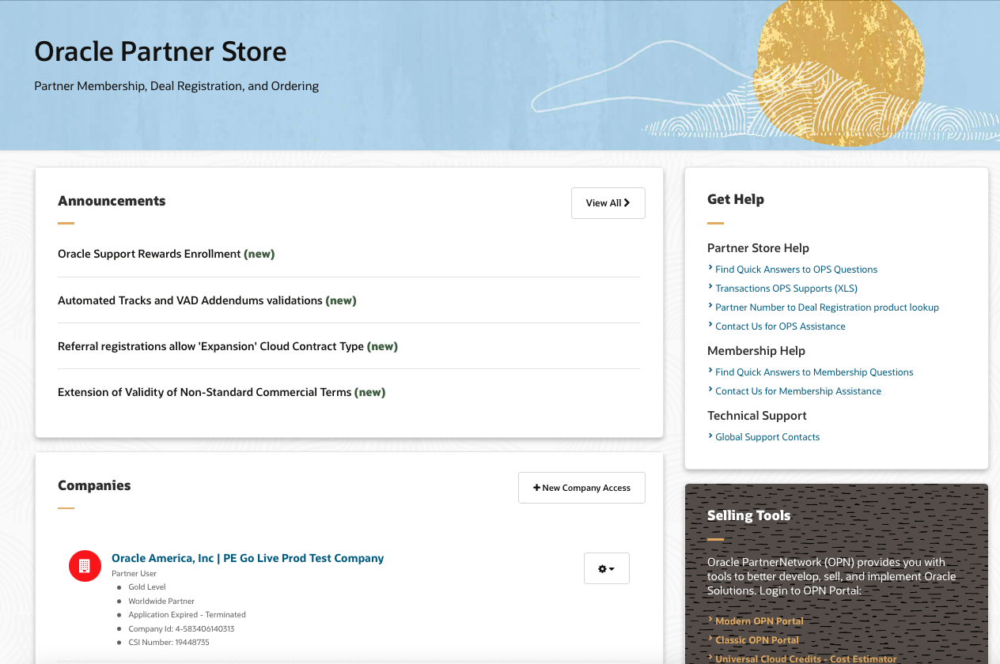 Oracle Partner Store
Partner Membership, Deal Registration, and Ordering
Announcements
View All
Oracle Support Rewards Enrollment (new)
Automated Tracks and VAD Addendums validations (new)
Referral registrations allow 'Expansion' Cloud Contract Type (new)
Extension of Validity of Non-Standard Commercial Terms (new)
Companies
New Company Access
Oracle America, Inc | PE Go Live Prod Test Company
Partner User
Gold Level
Worldwide Partner
Application Expired - Terminated
Company Id: 4-583406140313
CSI Number: 19448735
Get Help
Partner Store Help
Find Quick Answers to OPS Questions
Transactions OPS Supports (XLS)
Partner Number to Deal Registration product lookup
Contact Us for OPS Assistance
Membership Help
Find Quick Answers to Membership Questions
Contact Us for Membership Assistance
Technical Support
Global Support Contacts
Selling Tools
Oracle PartnerNetwork (OPN) provides you with
tools to better develop, sell, and implement Oracle
Solutions. Login to OPN Portal:
Modern OPN Portal
Classic OPN Portal
Universal Cloud Credits - Cost Estimator